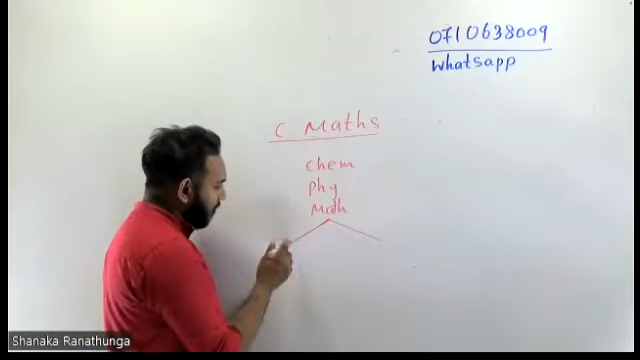 0710638009
whatsapp
C. Maths
chem
phy
Math
Shanaka Ranathunga